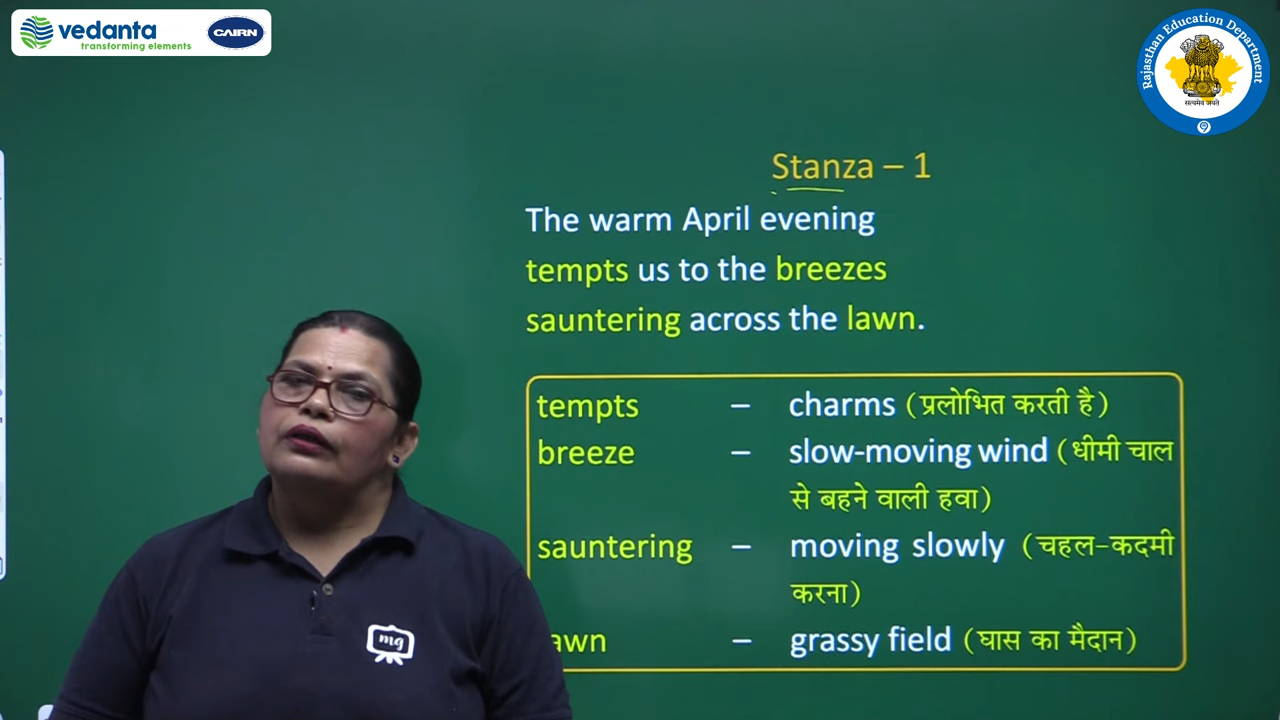 vedanta
transforming elements
CAIRN
Rajasthan Education Department
सत्यमेव जयते
Stanza – 1
The warm April evening
tempts us to the breezes
sauntering across the lawn.
tempts – charms (प्रलोभित करती है)
breeze – slow-moving wind (धीमी चाल
से बहने वाली हवा)
sauntering – moving slowly (चहल-कदमी
करना)
awn – grassy field (घास का मैदान)
mg